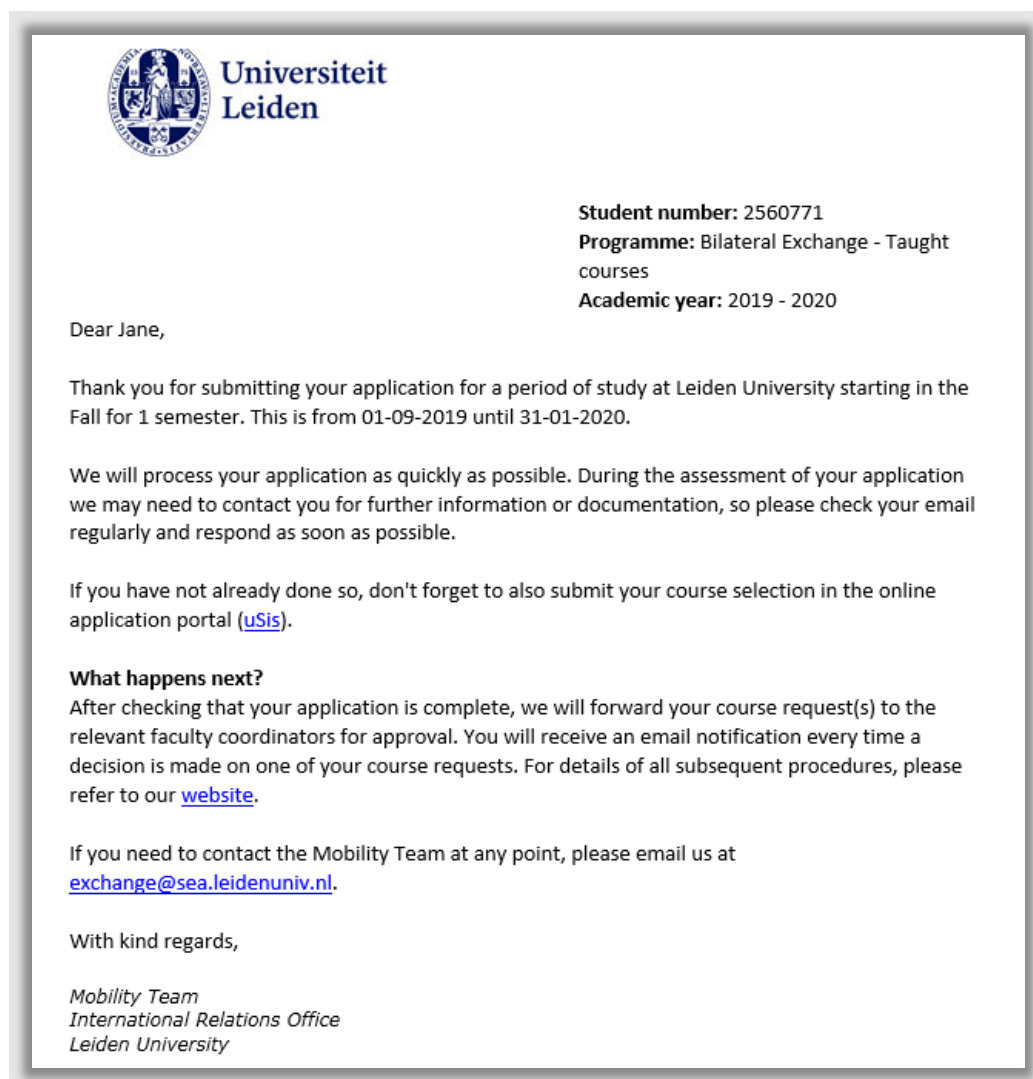 Universiteit
Leiden
Student number: 2560771
Programme: Bilateral Exchange - Taught
courses
Academic year: 2019 - 2020
Dear Jane,
Thank you for submitting your application for a period of study at Leiden University starting in the
Fall for 1 semester. This is from 01-09-2019 until 31-01-2020.
We will process your application as quickly as possible. During the assessment of your application
we may need to contact you for further information or documentation, so please check your email
regularly and respond as soon as possible.
If you have not already done so, don't forget to also submit your course selection in the online
application portal (uSis).
What happens next?
After checking that your application is complete, we will forward your course request(s) to the
relevant faculty coordinators for approval. You will receive an email notification every time a
decision is made on one of your course requests. For details of all subsequent procedures, please
refer to our website.
If you need to contact the Mobility Team at any point, please email us at
exchange@sea.leidenuniv.nl.
With kind regards,
Mobility Team
International Relations Office
Leiden University